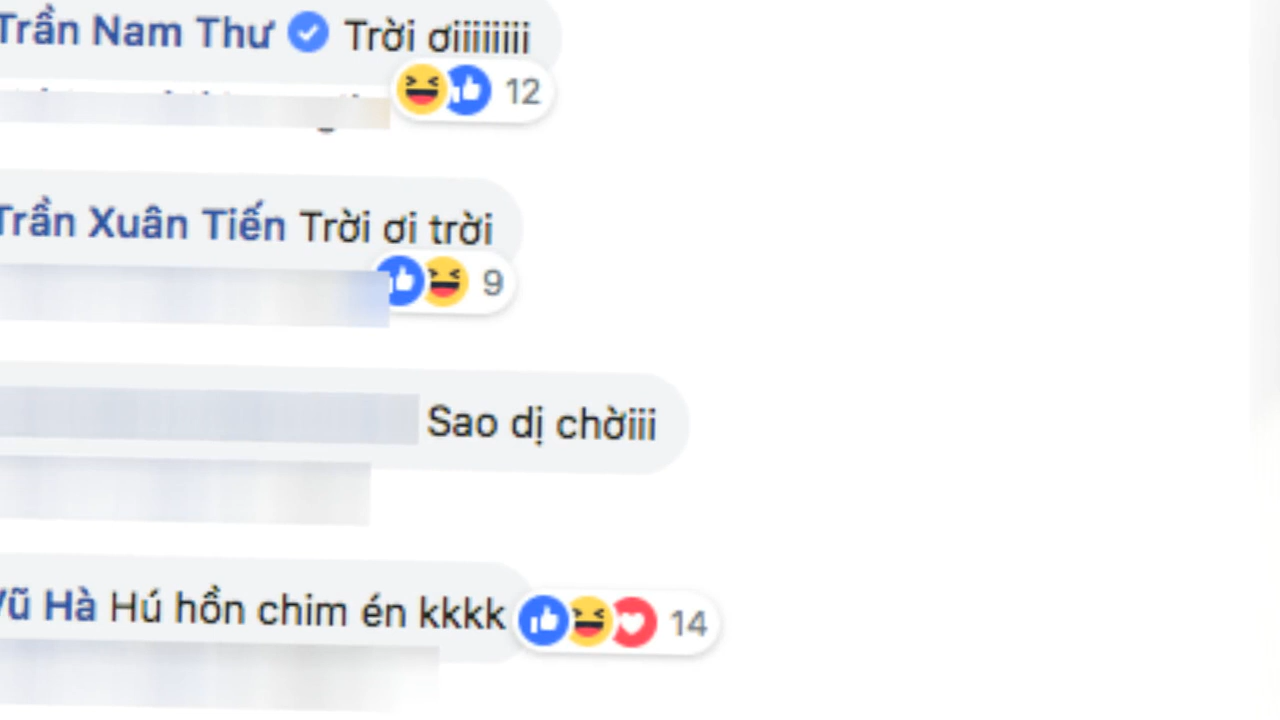 Trần Nam Thư Trời ơiiiiiiiii
12
Trần Xuân Tiến Trời ơi trời
9
Sao dị chờiii
Vũ Hà Hú hồn chim én kkkk
14